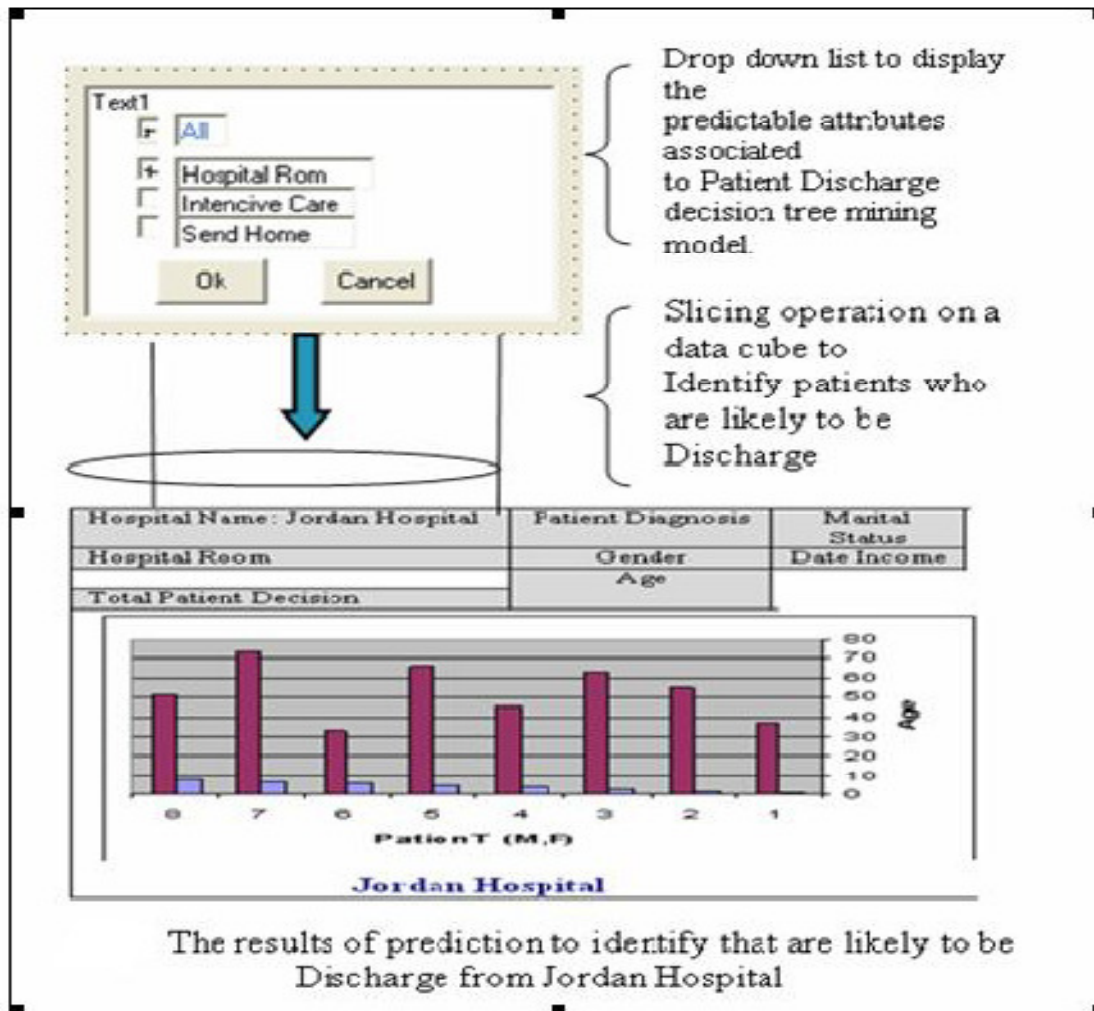 Text1
All
Hospital Rom
Intencive Care
Send Home
Ok
Cancel
Drop down list to display
the
predictable attributes
associated
to Patient Discharge
decision tree mining
model.
Slicing operation on a
data cube to
Identify patients who
are likely to be
Discharge
Hospital Name: Jordan Hospital
Patient Diagnosis
Marital
Status
Hospital Room
Gender
Date Income
Age
Total Patient Decision
80
70
60
50
40
30
20
10
0
Age
8 7 6 5 4 3 2 1
PationT (M,F)
Jordan Hospital
The results of prediction to identify that are likely to be
Discharge from Jordan Hospital